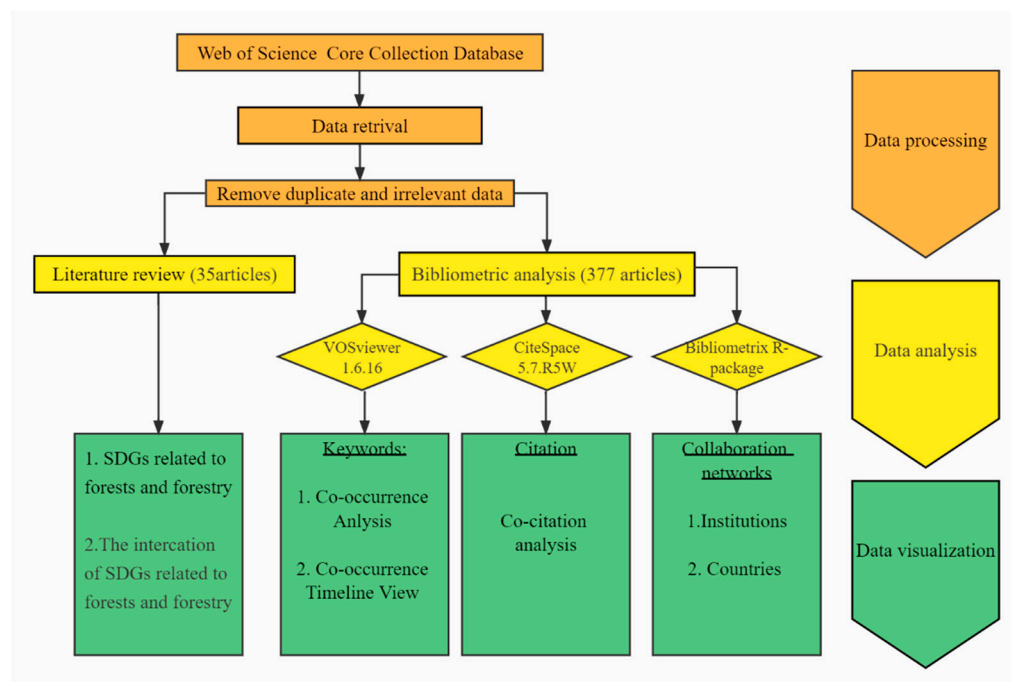 Web of Science Core Collection Database
Data retrival
Remove duplicate and irrelevant data
Literature review (35articles)
Bibliometric analysis (377 articles)
VOSviewer
1.6.16
CiteSpace
5.7.R5W
Bibliometrix R-
package
1. SDGs related to
forests and forestry
2.The intercation
of SDGs related to
forests and forestry
Keywords:
1. Co-occurrence
Anlysis
2. Co-occurrence
Timeline View
Citation
Co-citation
analysis
Collaboration
networks
1.Institutions
2. Countries
Data processing
Data analysis
Data visualization